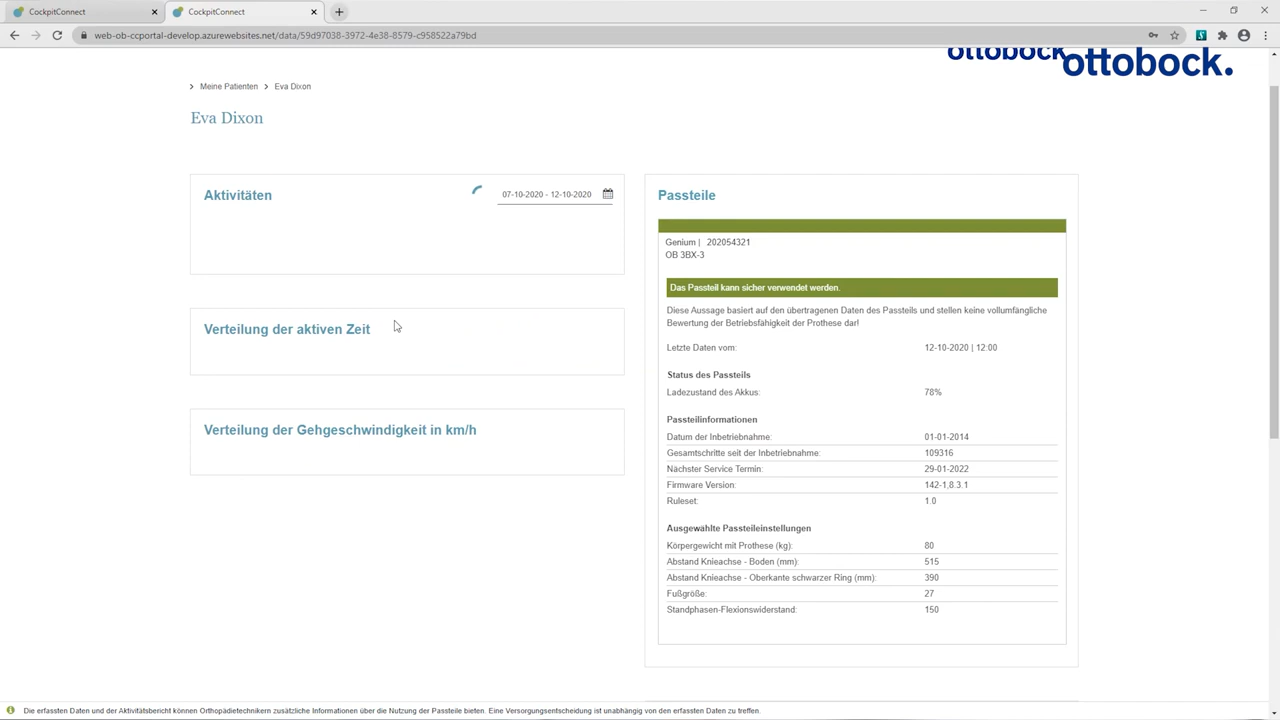 CockpitConnect
CockpitConnect
web-ob-ccportal-develop.azurewebsites.net/data/59d97038-3972-4e38-8579-c958522a79bd
ottobock.
ottobock.
Meine Patienten
Eva Dixon
Eva Dixon
Aktivitäten
07-10-2020 - 12-10-2020
Verteilung der aktiven Zeit
Verteilung der Gehgeschwindigkeit in km/h
Passteile
Genium | 202054321
OB 3BX-3
Das Passteil kann sicher verwendet werden.
Diese Aussage basiert auf den übertragenen Daten des Passteils und stellen keine vollumfängliche
Bewertung der Betriebsfähigkeit der Prothese dar!
Letzte Daten vom: 12-10-2020 | 12:00
Status des Passteils
Ladezustand des Akkus: 78%
Passteilinformationen
Datum der Inbetriebnahme: 01-01-2014
Gesamtschritte seit der Inbetriebnahme: 109316
Nächster Service Termin: 29-01-2022
Firmware Version: 142-1,8.3.1
Ruleset: 1.0
Ausgewählte Passteileinstellungen
Körpergewicht mit Prothese (kg): 80
Abstand Knieachse - Boden (mm): 515
Abstand Knieachse - Oberkante schwarzer Ring (mm): 390
Fußgröße: 27
Standphasen-Flexionswiderstand: 150
Die erfassten Daten und der Aktivitätsbericht können Orthopädietechnikern zusätzliche Informationen über die Nutzung der Passteile bieten. Eine Versorgungsentscheidung ist unabhängig von den erfassten Daten zu treffen.